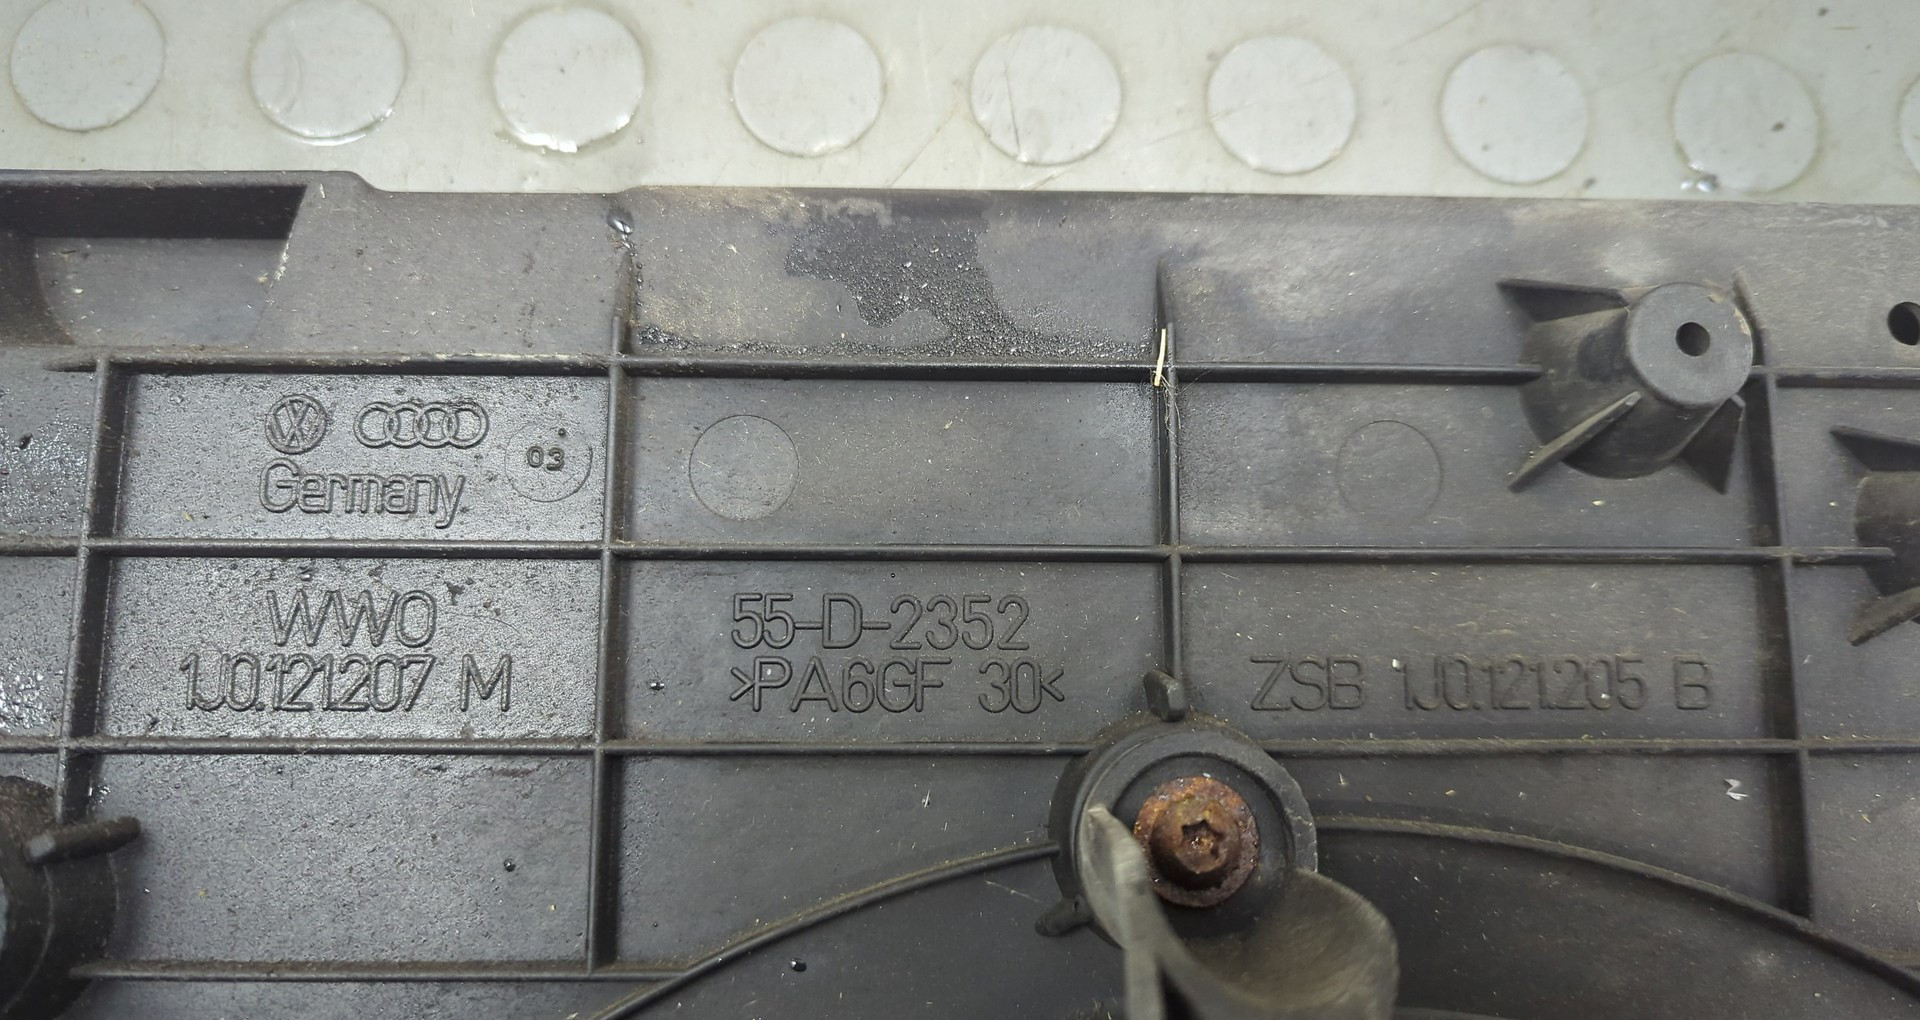 Germany
03
WWO
1J0.121.207 M
55-D-2352
>PA6GF 30<
ZSB 1J0.121.205 B